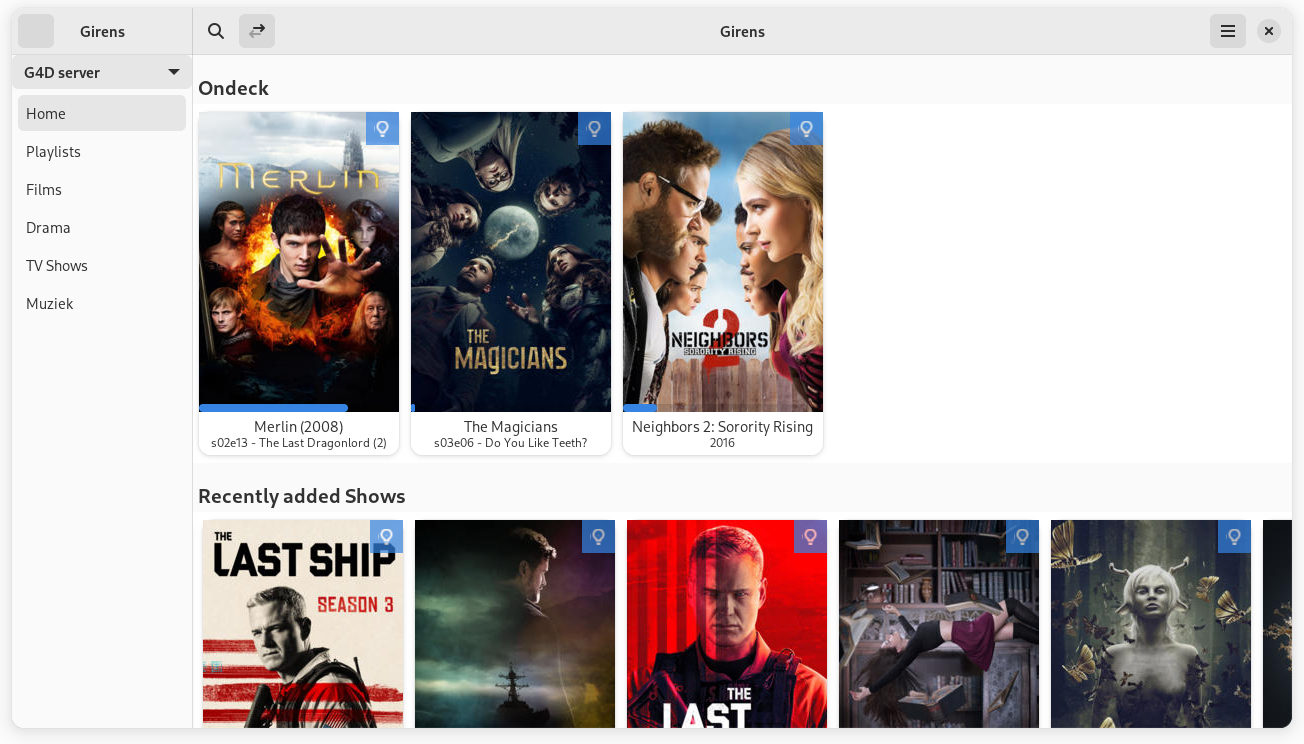 Girens
Girens
G4D server
Home
Playlists
Films
Drama
TV Shows
Muziek
Ondeck
MERLIN
THE
MAGICIANS
2
NEIGHBORS
SORORITY RISING
Merlin (2008)
s02e13 - The Last Dragonlord (2)
The Magicians
s03e06 - Do You Like Teeth?
Neighbors 2: Sorority Rising
2016
Recently added Shows
THE
LAST SHIP
SEASON 3
THE
LAST